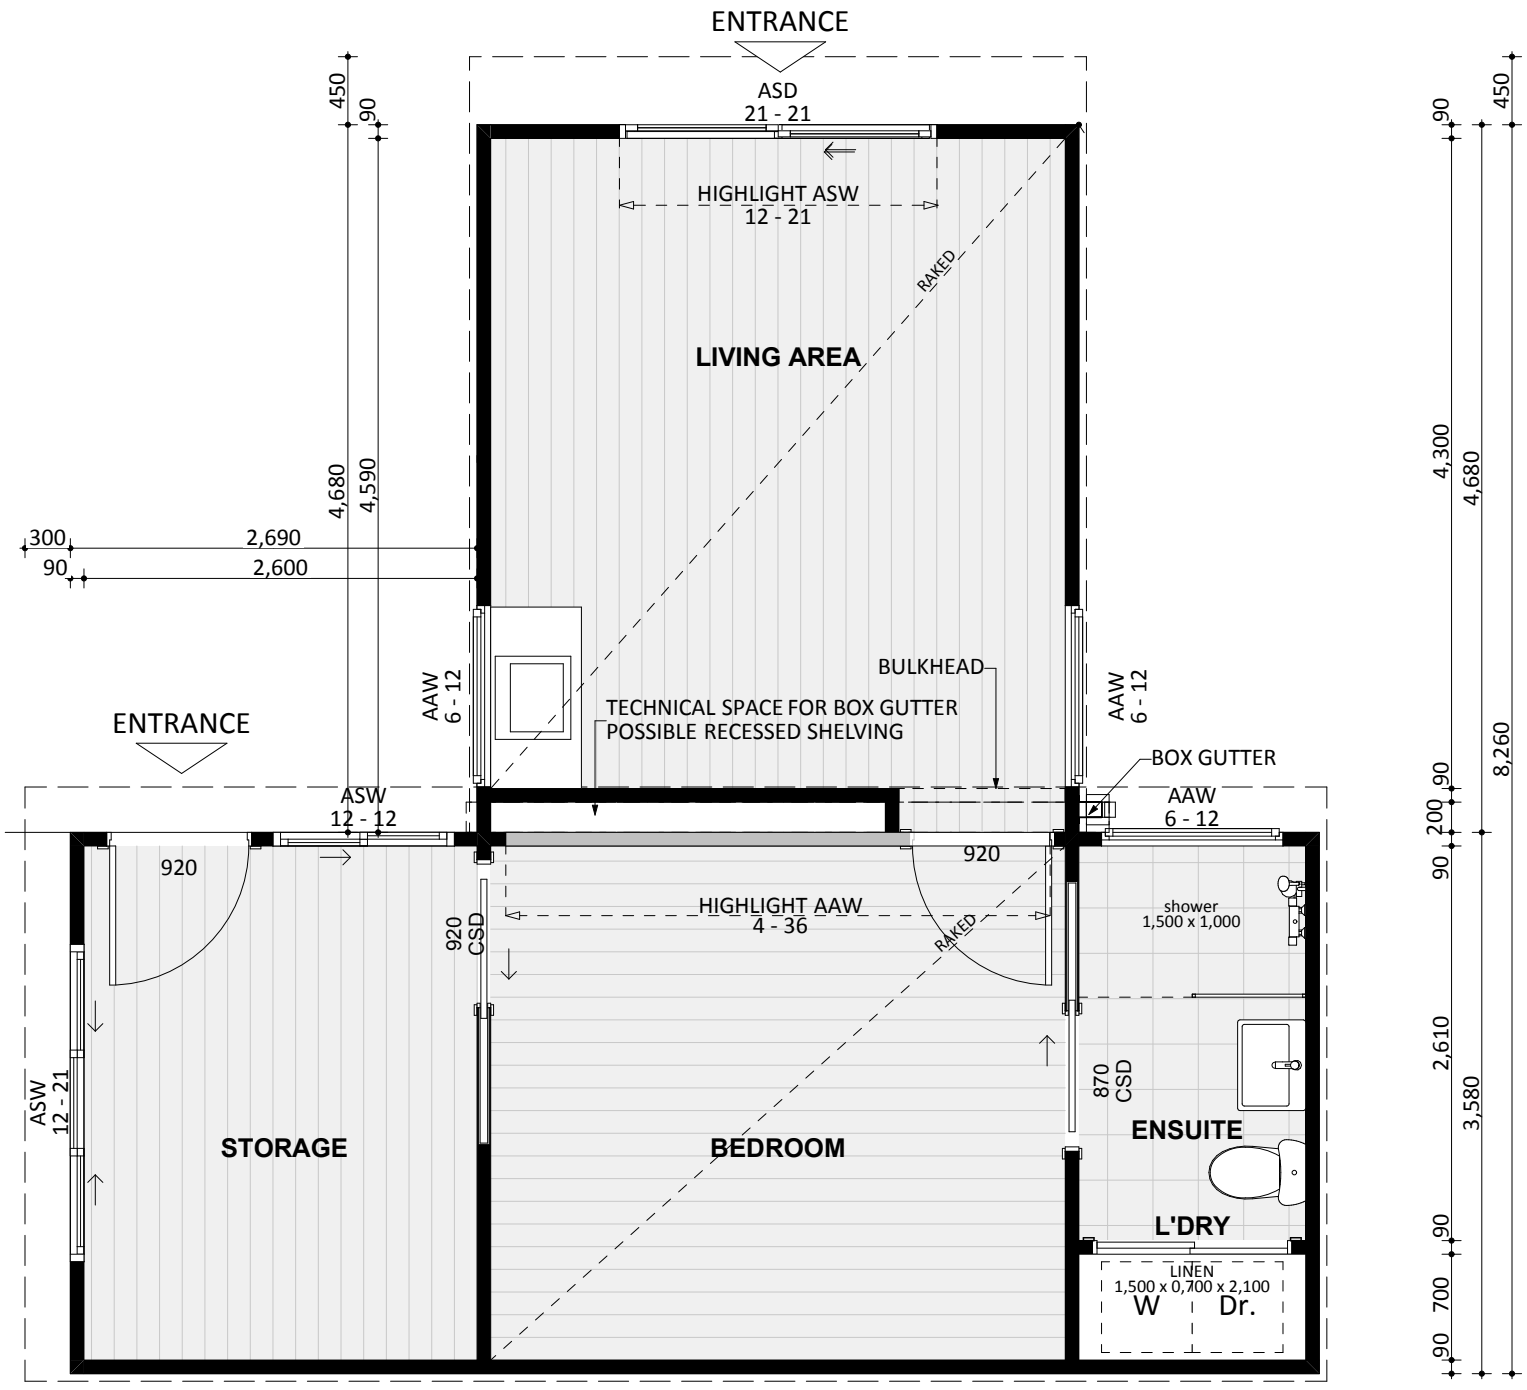 ENTRANCE
450
90
ASD
21 - 21
90
450
HIGHLIGHT ASW
12 - 21
RAKED
LIVING AREA
4,680
4,590
4,300
4,680
300
2,690
90
2,600
AAW
6 - 12
BULKHEAD
AAW
6 - 12
TECHNICAL SPACE FOR BOX GUTTER
POSSIBLE RECESSED SHELVING
ENTRANCE
BOX GUTTER
8,260
ASW
12 - 12
AAW
6 - 12
90
200
90
920
920
920
CSD
HIGHLIGHT AAW
4 - 36
RAKED
shower
1,500 x 1,000
2,610
3,580
ASW
12 - 21
870
CSD
STORAGE
BEDROOM
ENSUITE
L'DRY
90
LINEN
1,500 x 0,700 x 2,100
W
Dr.
700
90